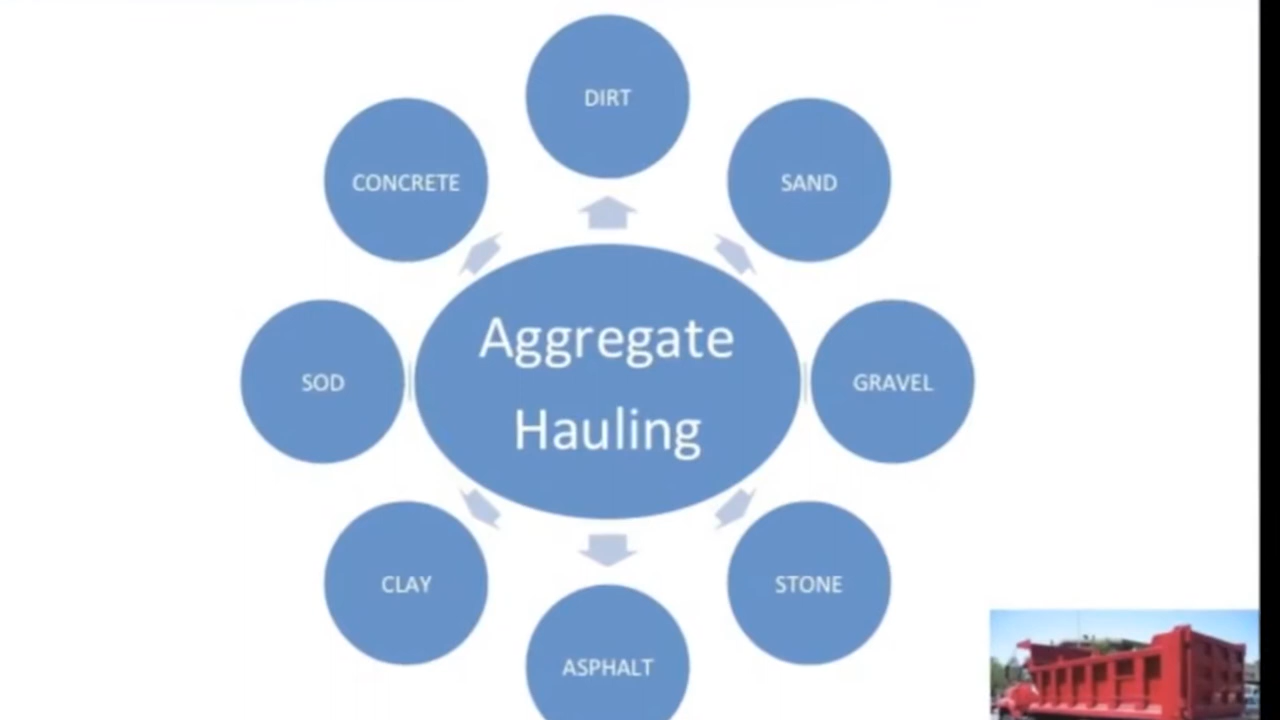 DIRT
CONCRETE
SAND
Aggregate
Hauling
SOD
GRAVEL
CLAY
STONE
ASPHALT